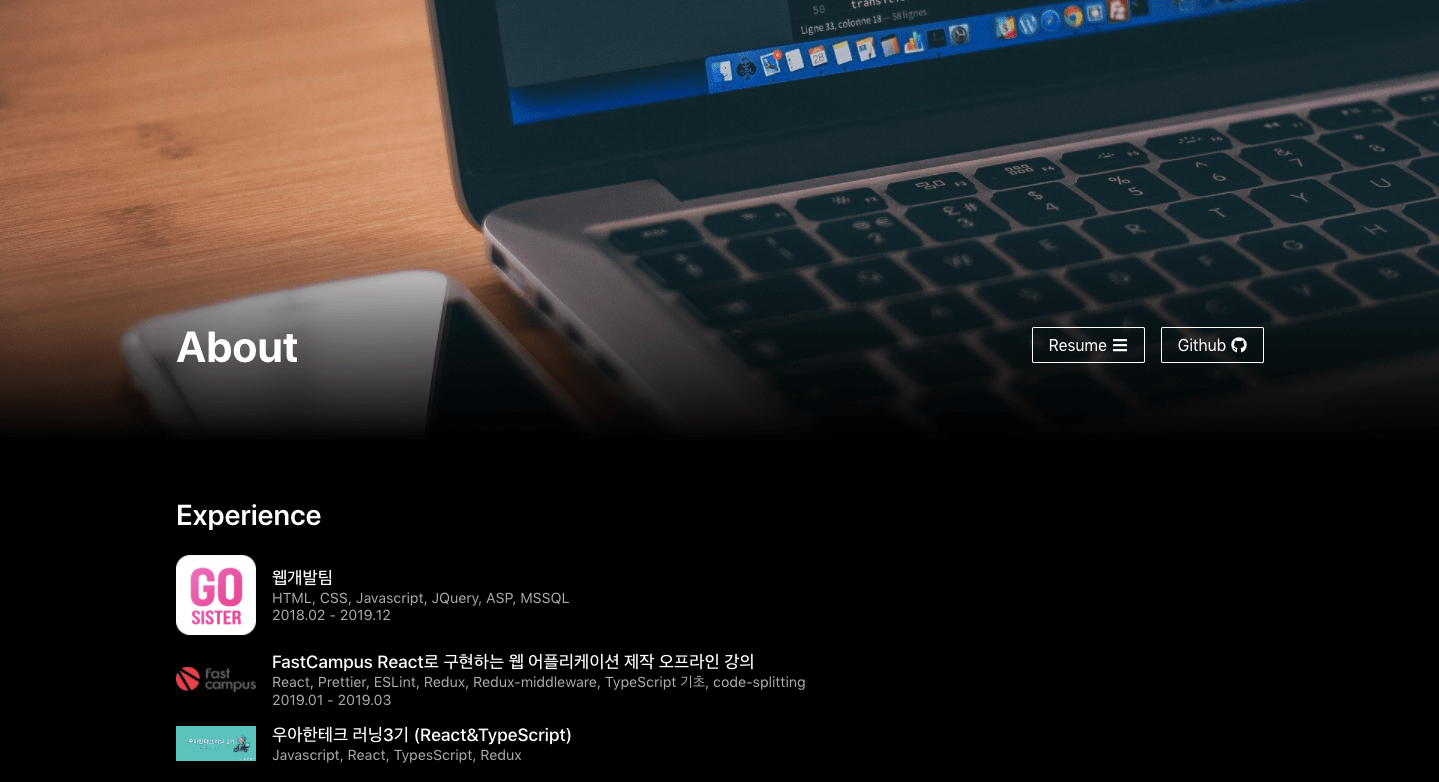 50 transition
Ligne 33, colonne 18 — 58 lignes
28
About
Resume
Github
Experience
GO
SISTER
웹개발팀
HTML, CSS, Javascript, JQuery, ASP, MSSQL
2018.02 - 2019.12
fast
campus
FastCampus React로 구현하는 웹 어플리케이션 제작 오프라인 강의
React, Prettier, ESLint, Redux, Redux-middleware, TypeScript 기초, code-splitting
2019.01 - 2019.03
우아한테크 러닝3기 (React&TypeScript)
Javascript, React, TypesScript, Redux